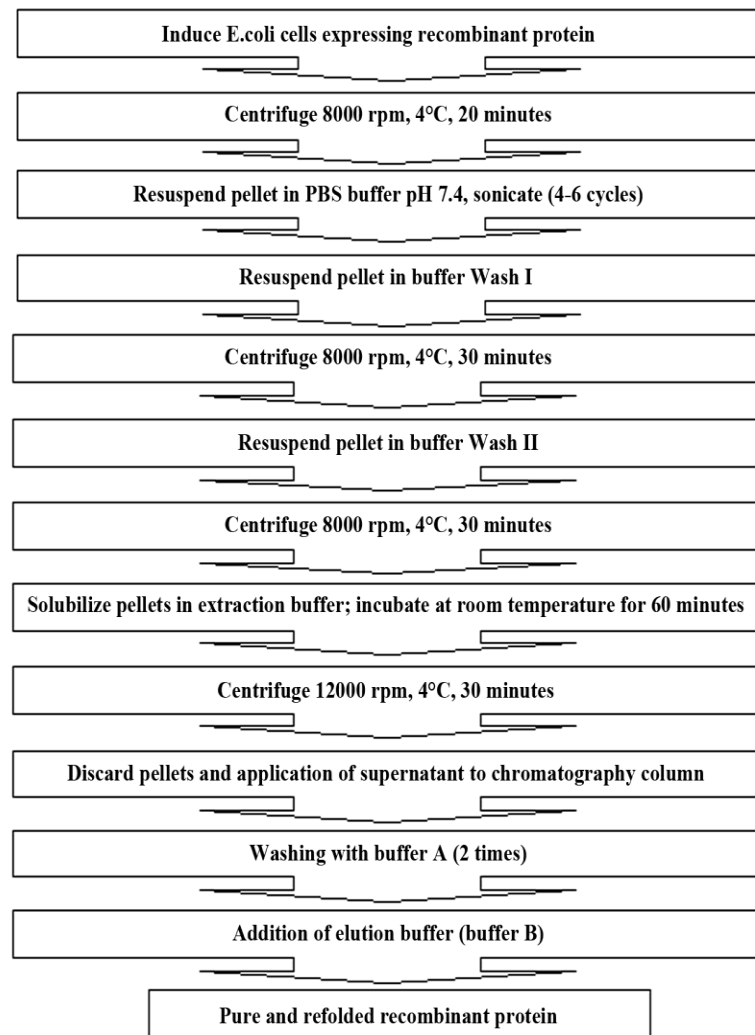 Induce E.coli cells expressing recombinant protein
Centrifuge 8000 rpm, 4°C, 20 minutes
Resuspend pellet in PBS buffer pH 7.4, sonicate (4-6 cycles)
Resuspend pellet in buffer Wash I
Centrifuge 8000 rpm, 4°C, 30 minutes
Resuspend pellet in buffer Wash II
Centrifuge 8000 rpm, 4°C, 30 minutes
Solubilize pellets in extraction buffer; incubate at room temperature for 60 minutes
Centrifuge 12000 rpm, 4°C, 30 minutes
Discard pellets and application of supernatant to chromatography column
Washing with buffer A (2 times)
Addition of elution buffer (buffer B)
Pure and refolded recombinant protein